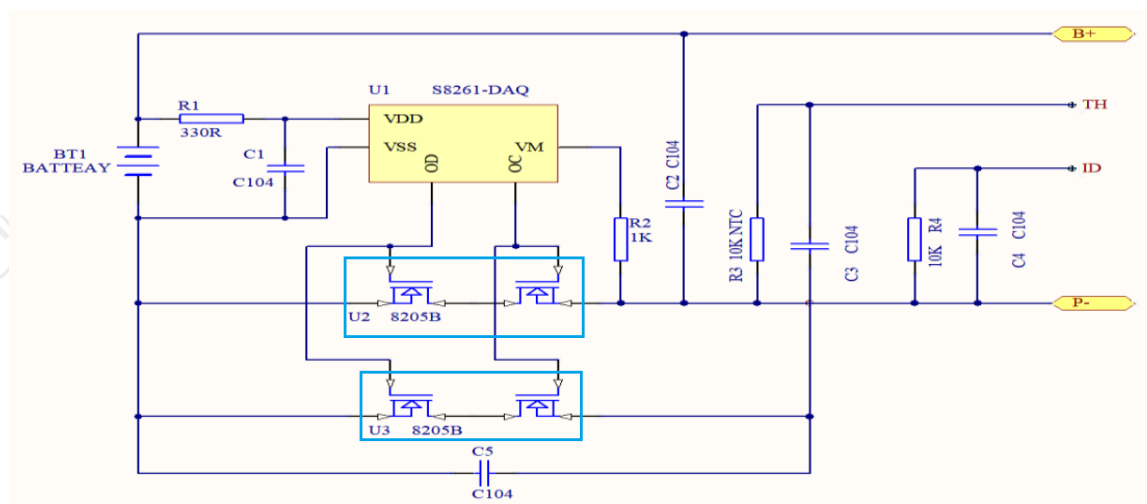 B+
U1 S8261-DAQ
TH
R1
330R
VDD
BT1
BATTEAY
C1
C104
VSS
VM
OD
OC
C2 C104
ID
R2
1K
R3 10K NTC
C3 C104
10K R4
C4 C104
U2 8205B
P-
U3 8205B
C5
C104